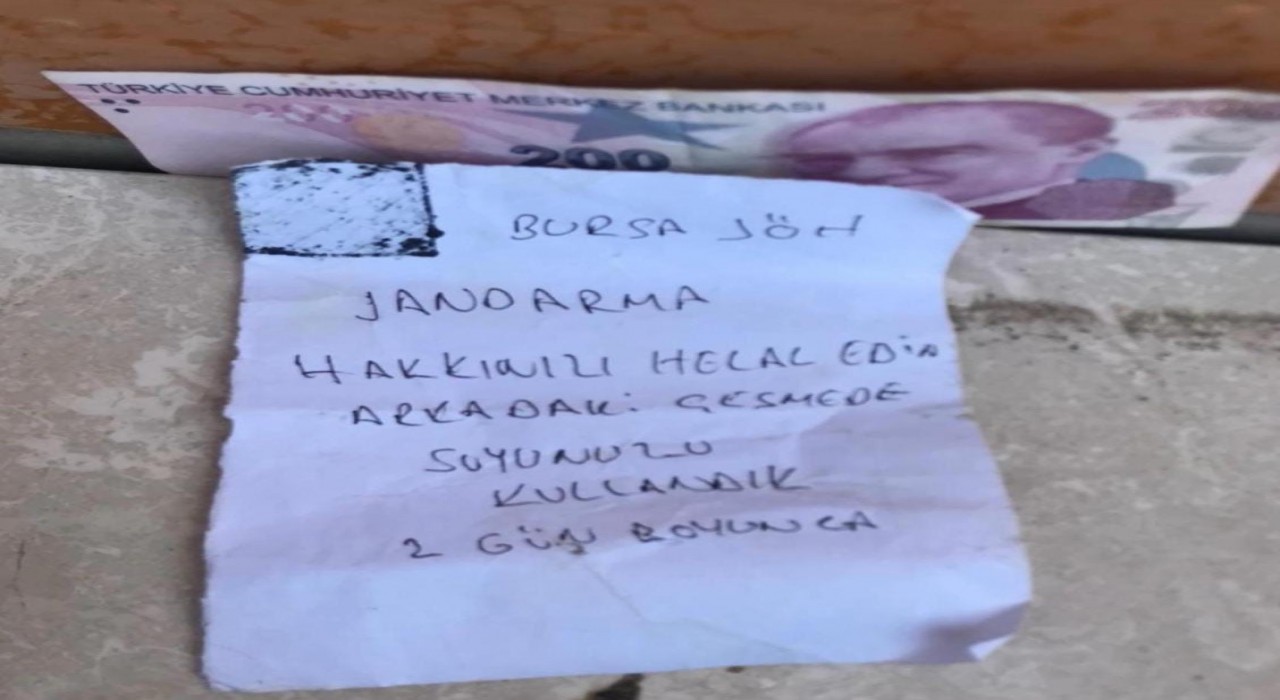 TÜRKİYE CUMHURİYET MERKEZ BANKASI
200
BURSA JÖH
JANDARMA
HAKKINIZI HELAL EDİN
ARKADAKİ ÇEŞMEDE
SUYUNUZU
KULLANDIK
2 GÜN BOYUNCA